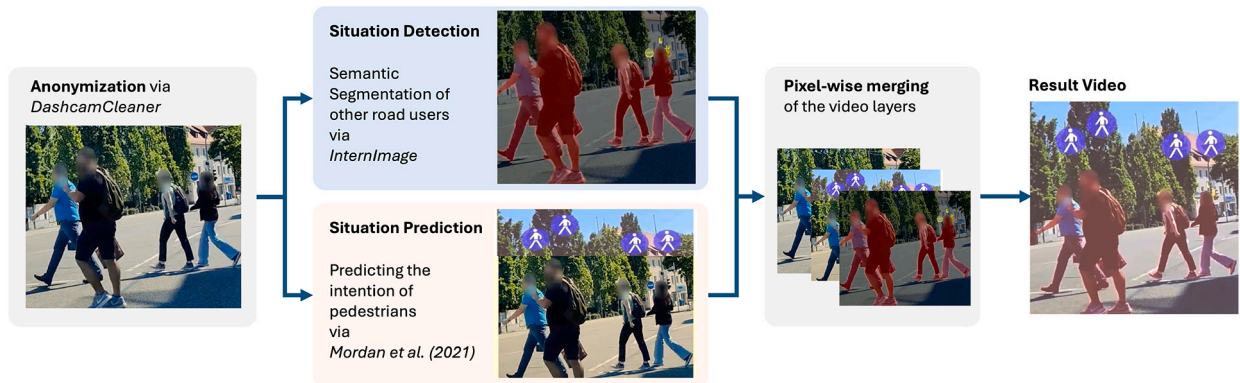 Anonymization via
DashcamCleaner
Situation Detection
Semantic
Segmentation of
other road users
via
InternImage
Situation Prediction
Predicting the
intention of
pedestrians
via
Mordan et al. (2021)
Pixel-wise merging
of the video layers
Result Video